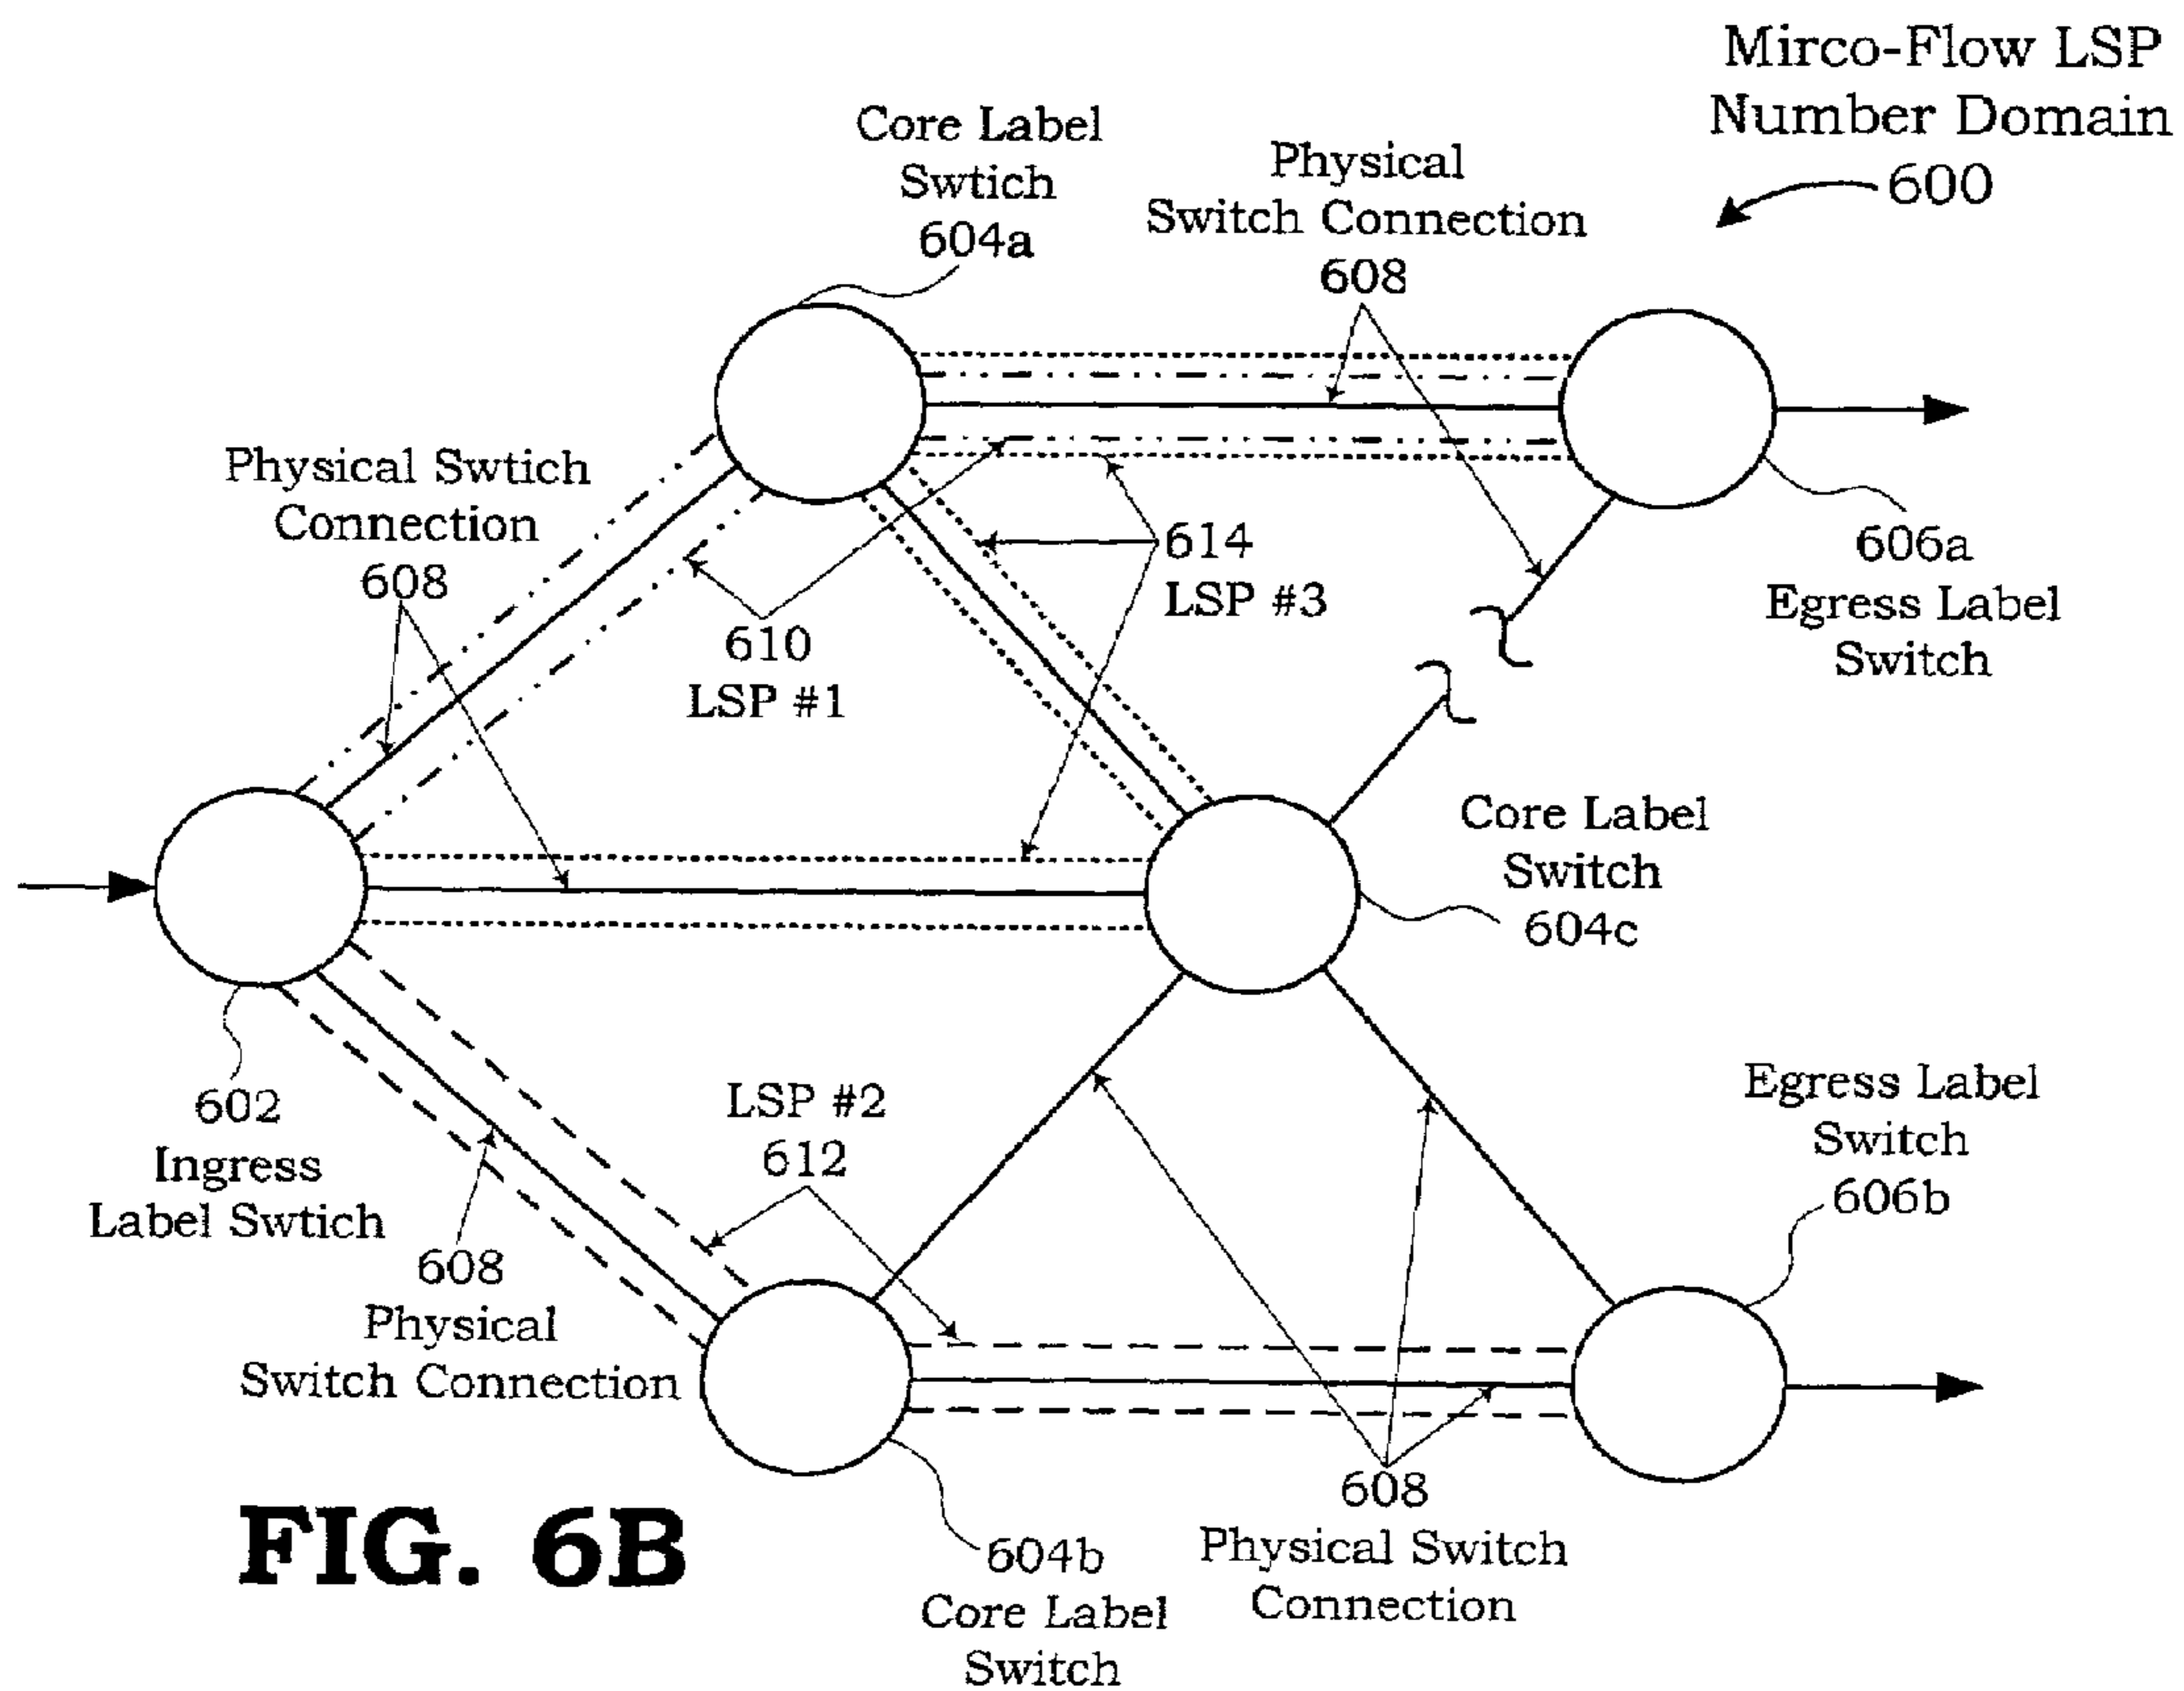 Mirco-Flow LSP
Number Domain
600
Core Label
Swtich
604a
Physical
Switch Connection
608
Physical Swtich
Connection
608
606a
Egress Label
Switch
614
LSP #3
610
LSP #1
Core Label
Switch
604c
602
Ingress
Label Swtich
LSP #2
612
Egress Label
Switch
606b
608
Physical
Switch Connection
608
Physical Switch
Connection
604b
Core Label
Switch
FIG. 6B